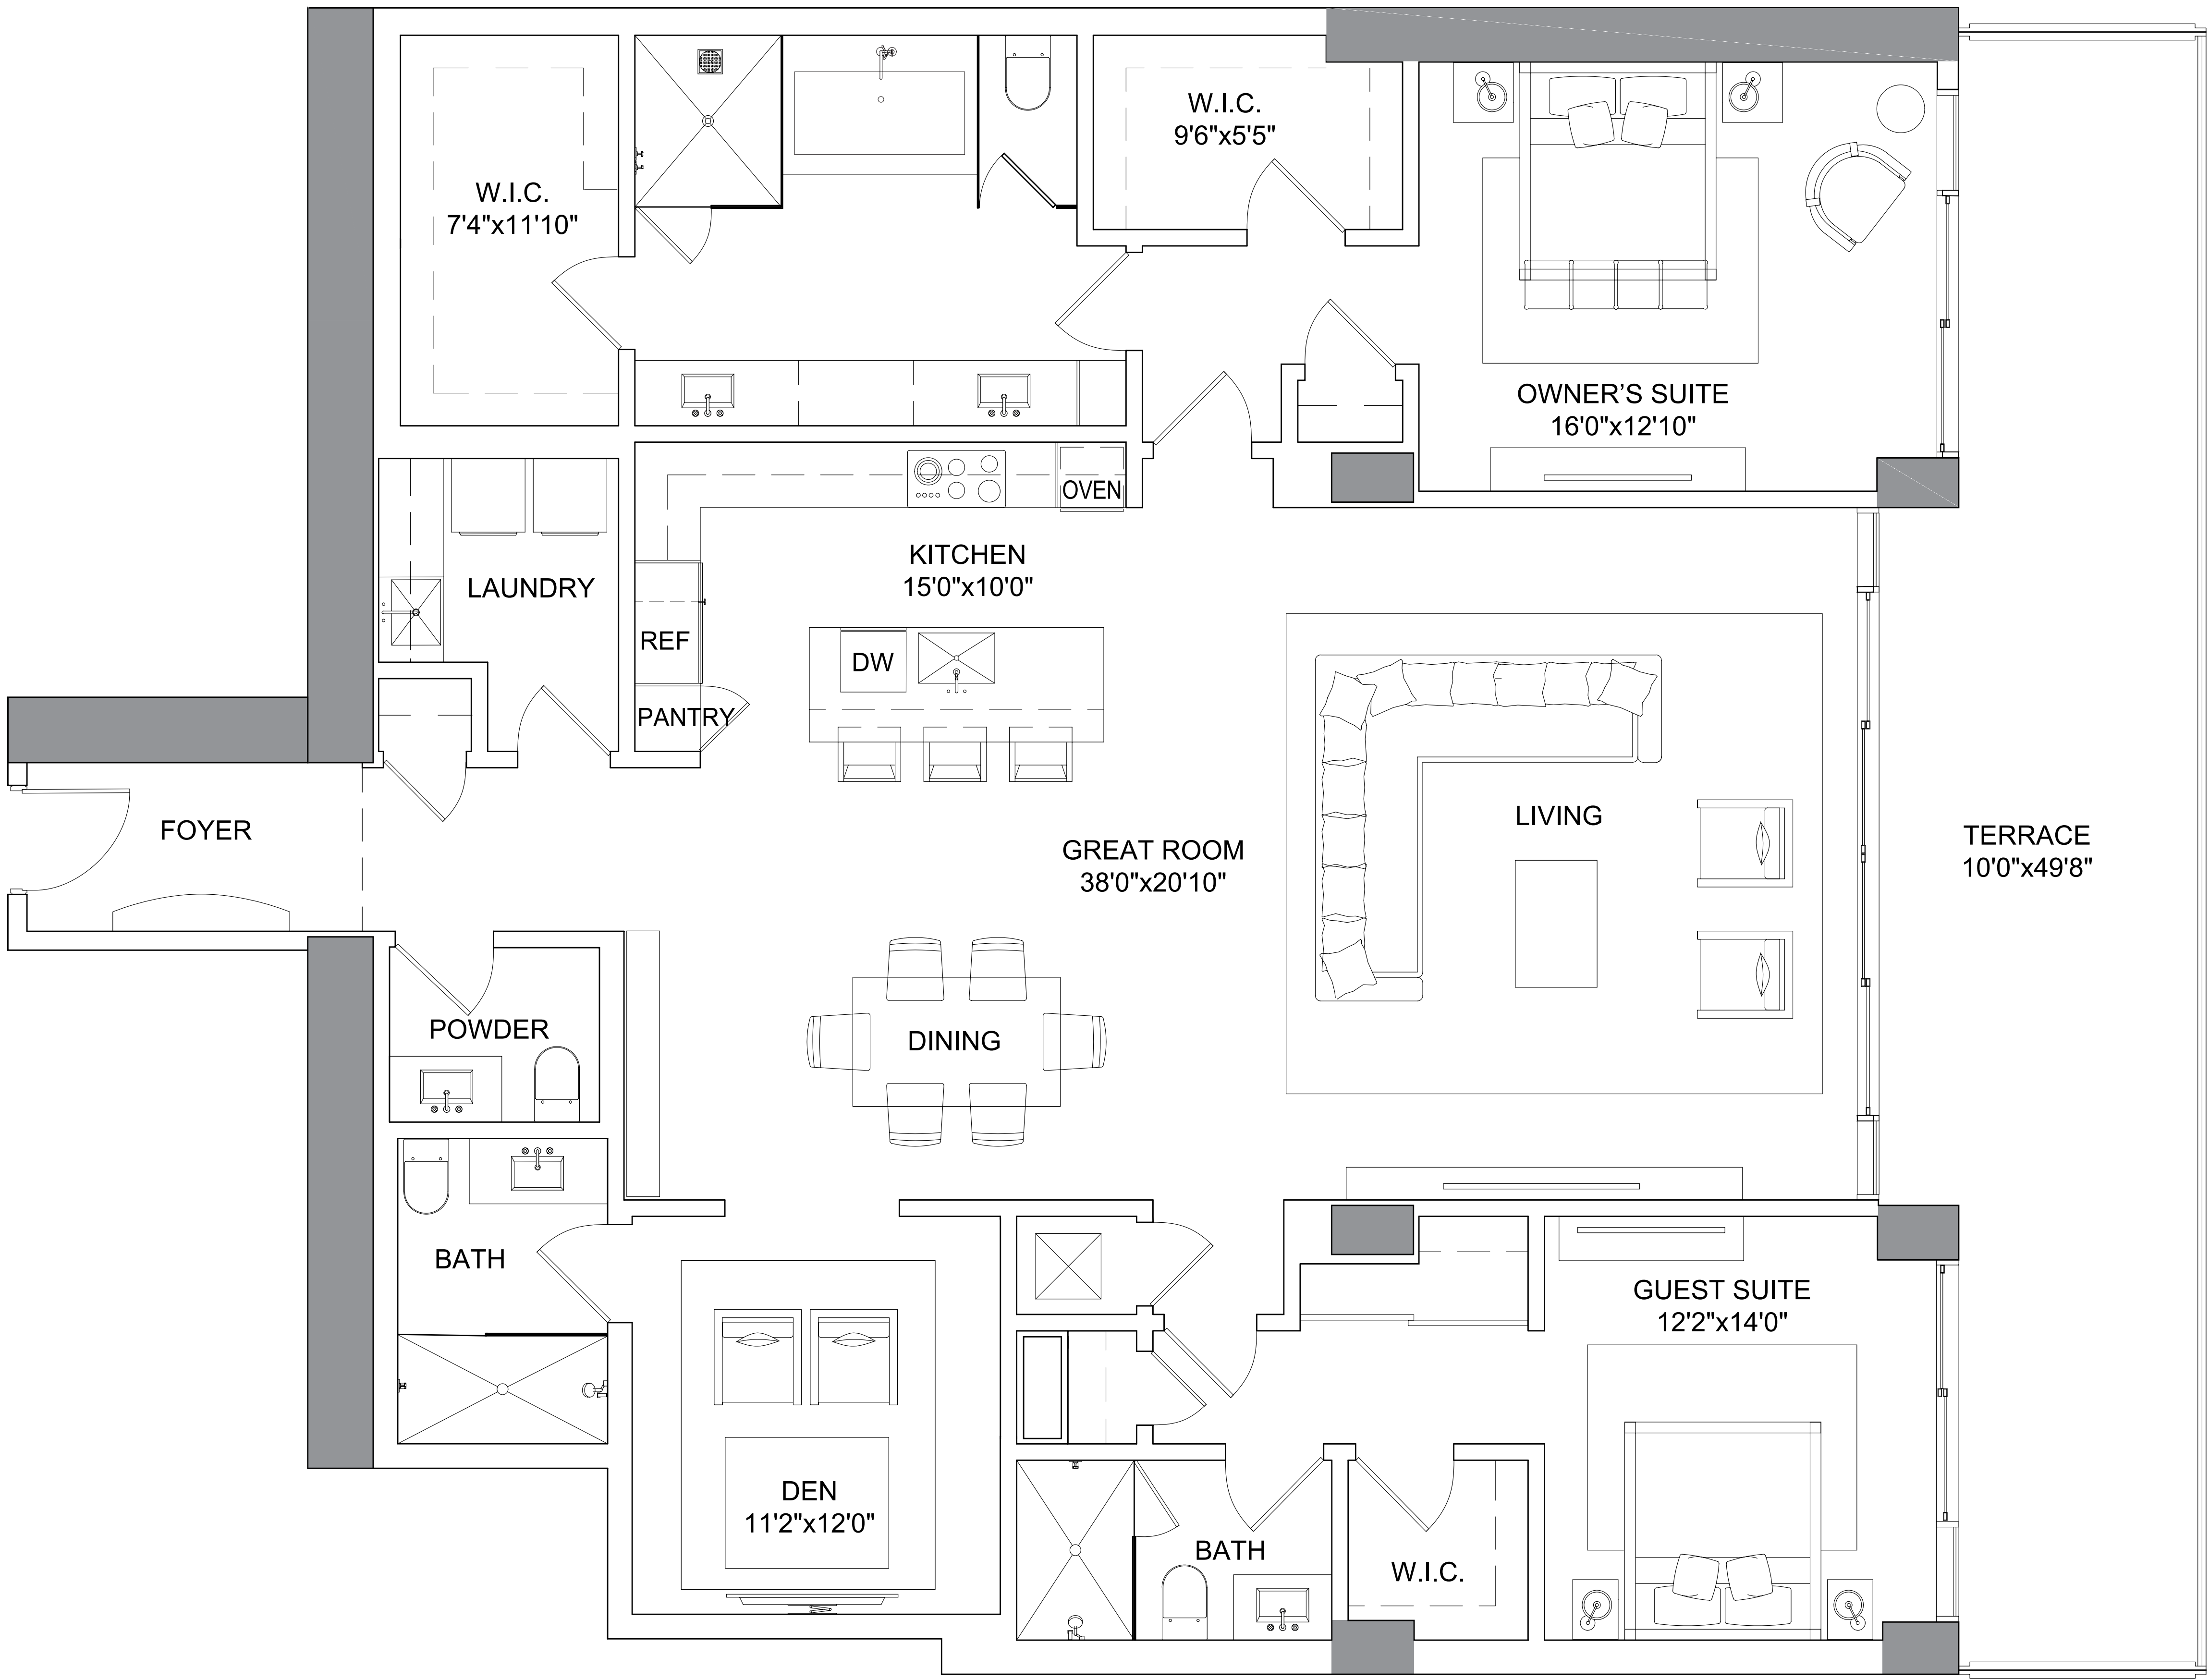 W.I.C.
7'4"x11'10"
W.I.C.
9'6"x5'5"
OWNER'S SUITE
16'0"x12'10"
OVEN
KITCHEN
15'0"x10'0"
LAUNDRY
REF
DW
PANTRY
FOYER
GREAT ROOM
38'0"x20'10"
LIVING
TERRACE
10'0"x49'8"
POWDER
DINING
BATH
GUEST SUITE
12'2"x14'0"
DEN
11'2"x12'0"
BATH
W.I.C.